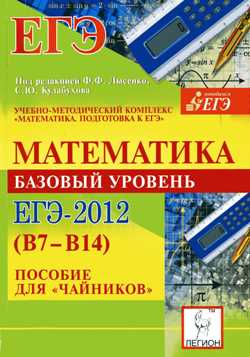 ЕГЭ
Под редакцией Ф.Ф. Лысенко,
С.Ю. Кулабухова
УЧЕБНО-МЕТОДИЧЕСКИЙ КОМПЛЕКС
«МАТЕМАТИКА. ПОДГОТОВКА К ЕГЭ»
ЕГЭ
МАТЕМАТИКА
БАЗОВЫЙ УРОВЕНЬ
ЕГЭ-2012
(В7–В14)
ПОСОБИЕ
ДЛЯ «ЧАЙНИКОВ»
ЛЕГИОН